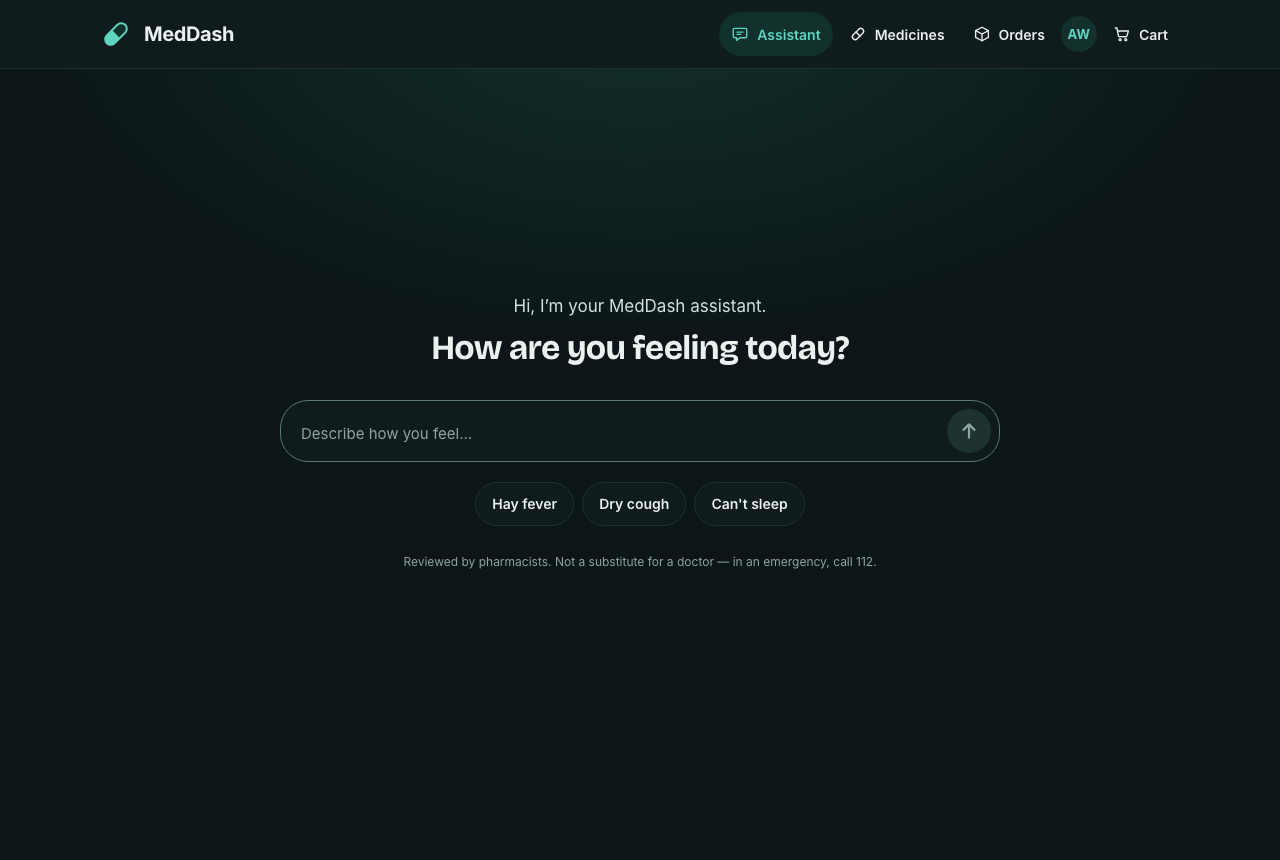 MedDash
Assistant
Medicines
Orders
AW
Cart
Hi, I’m your MedDash assistant.
How are you feeling today?
Describe how you feel...
Hay fever
Dry cough
Can't sleep
Reviewed by pharmacists. Not a substitute for a doctor — in an emergency, call 112.